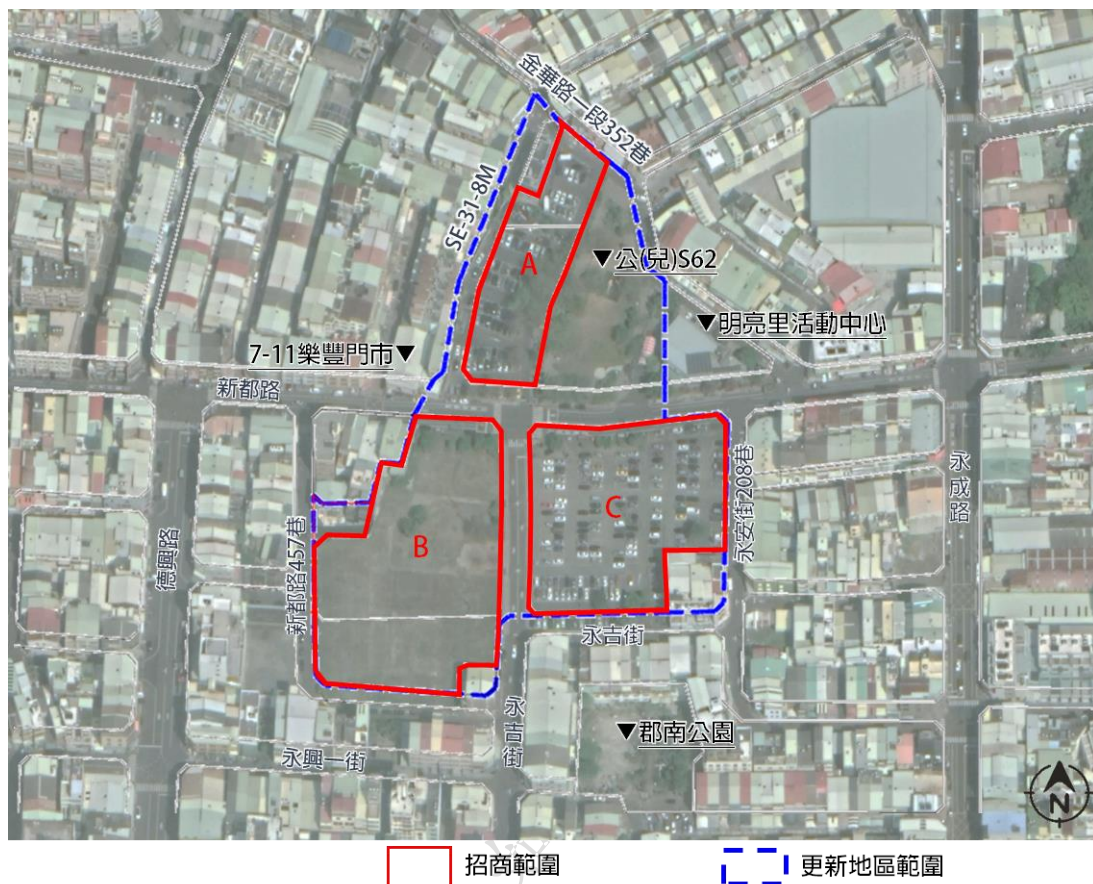 金華路一段352巷
SE-31-8M
A
▼公(兒)S62
▼明亮里活動中心
7-11樂豐門市▼
新都路
永安街208巷
永成路
C
B
德興路
新都路457巷
永吉街
永吉街
▼郡南公園
永興一街
N
招商範圍
更新地區範圍